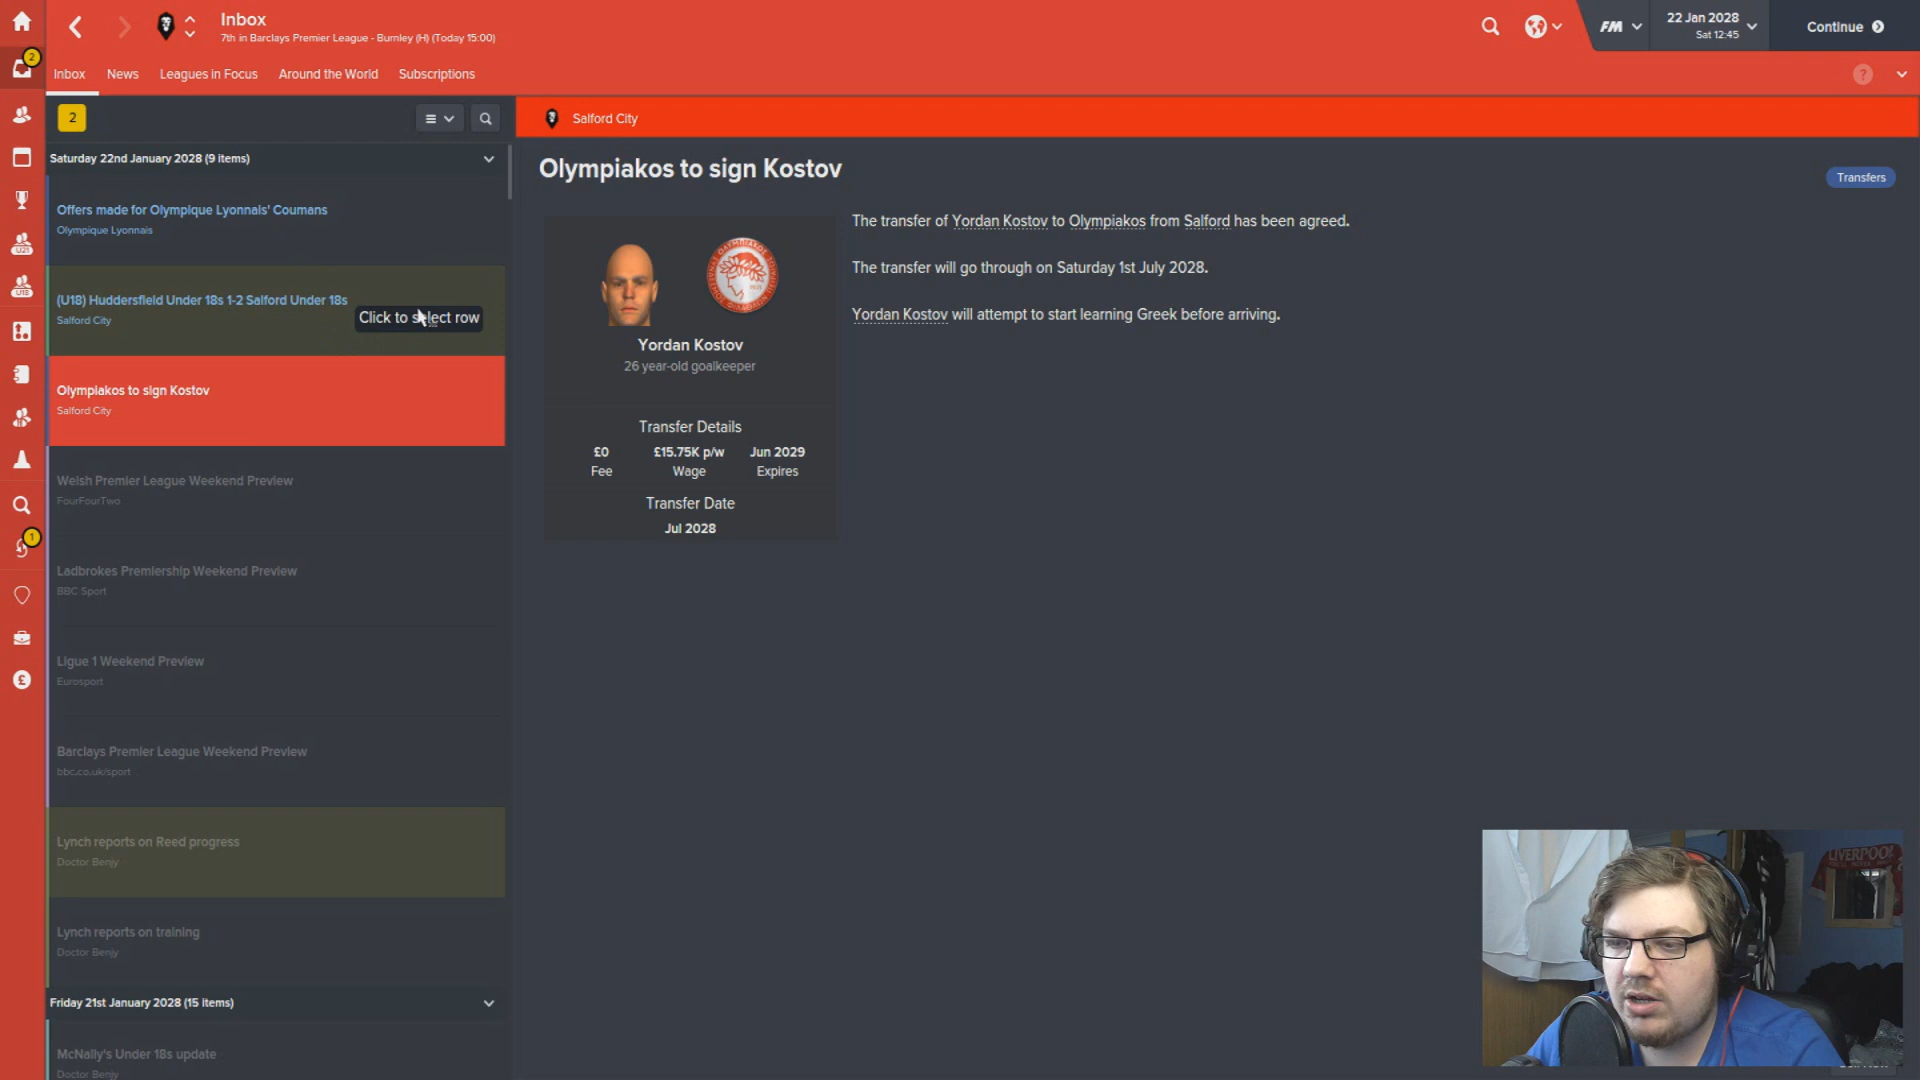 Inbox
7th in Barclays Premier League - Burnley (H) (Today 15:00)
FM
22 Jan 2028
Sat 12:45
Continue
2
Inbox
News
Leagues in Focus
Around the World
Subscriptions
?
2
Saturday 22nd January 2028 (9 items)
Offers made for Olympique Lyonnais' Coumans
Olympique Lyonnais
(U18) Huddersfield Under 18s 1-2 Salford Under 18s
Salford City
Click to select row
Olympiakos to sign Kostov
Salford City
Welsh Premier League Weekend Preview
FourFourTwo
Ladbrokes Premiership Weekend Preview
BBC Sport
Ligue 1 Weekend Preview
Eurosport
Barclays Premier League Weekend Preview
bbc.co.uk/sport
Lynch reports on Reed progress
Doctor Benjy
Lynch reports on training
Doctor Benjy
Friday 21st January 2028 (15 items)
McNally's Under 18s update
Doctor Benjy
U21
U18
1
£
Salford City
Olympiakos to sign Kostov
Transfers
The transfer of Yordan Kostov to Olympiakos from Salford has been agreed.
The transfer will go through on Saturday 1st July 2028.
Yordan Kostov will attempt to start learning Greek before arriving.
Yordan Kostov
26 year-old goalkeeper
Transfer Details
£0 £15.75K p/w Jun 2029
Fee Wage Expires
Transfer Date
Jul 2028
LIVERPOOL